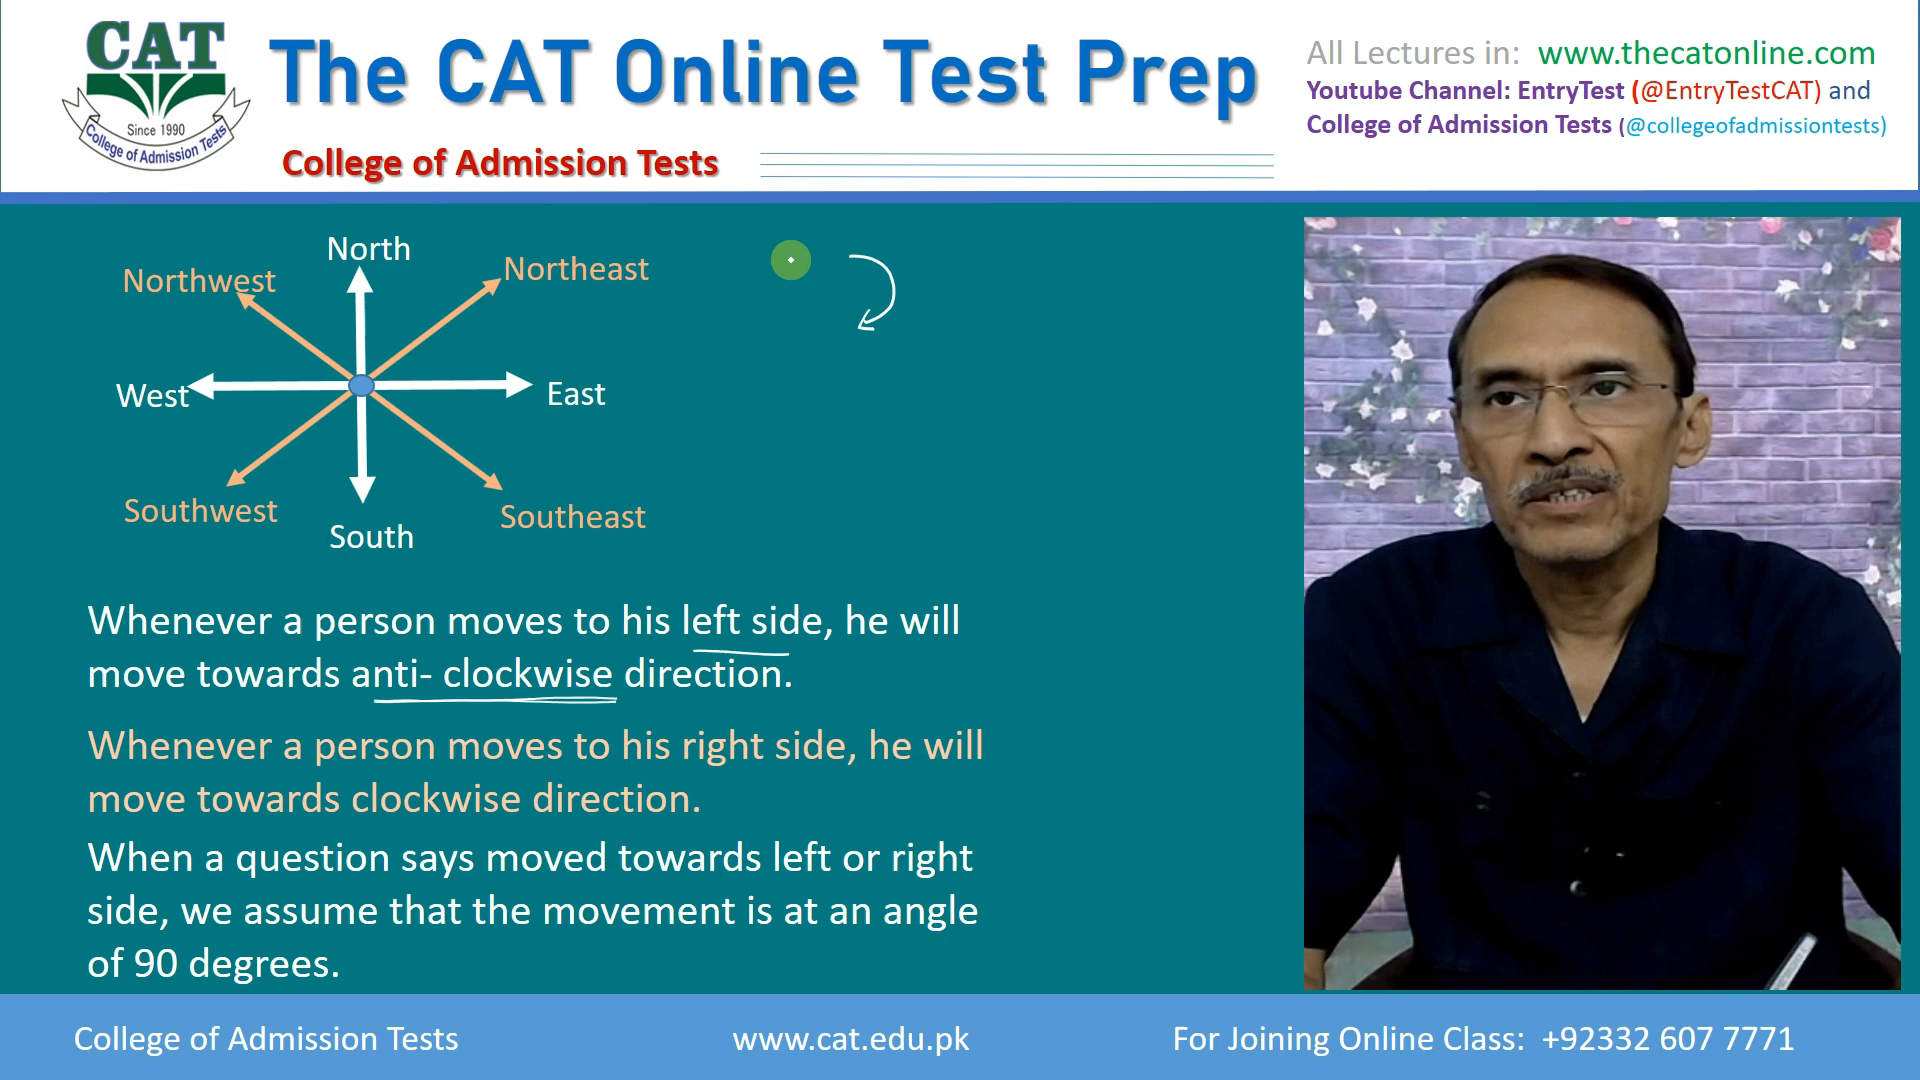 CAT
Since 1990
College of Admission Tests
The CAT Online Test Prep
College of Admission Tests
All Lectures in: www.thecatonline.com
Youtube Channel: EntryTest (@EntryTestCAT) and
College of Admission Tests (@collegeofadmissiontests)
North
Northwest
Northeast
West
East
Southwest
Southeast
South
Whenever a person moves to his left side, he will
move towards anti- clockwise direction.
Whenever a person moves to his right side, he will
move towards clockwise direction.
When a question says moved towards left or right
side, we assume that the movement is at an angle
of 90 degrees.
College of Admission Tests
www.cat.edu.pk
For Joining Online Class: +92332 607 7771